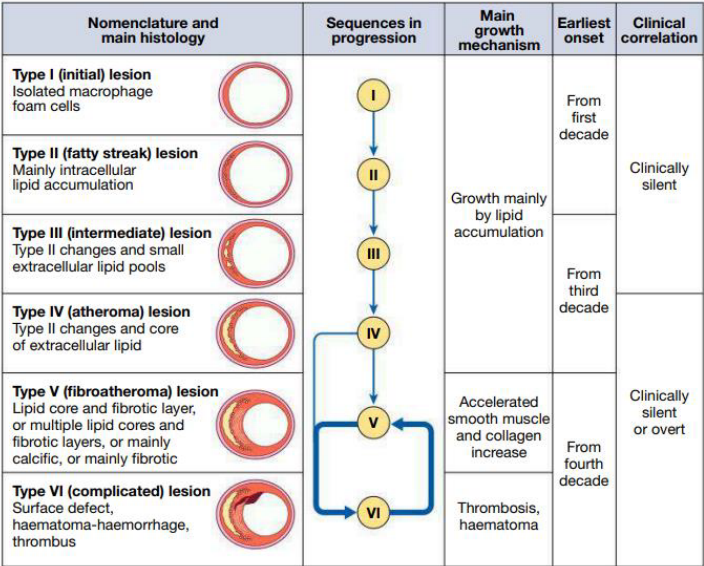 Nomenclature and
main histology
Sequences in
progression
Main
growth
mechanism
Earliest
onset
Clinical
correlation
Type I (initial) lesion
Isolated macrophage
foam cells
I
Type II (fatty streak) lesion
Mainly intracellular
lipid accumulation
II
Type III (intermediate) lesion
Type II changes and small
extracellular lipid pools
III
Type IV (atheroma) lesion
Type II changes and core
of extracellular lipid
IV
Type V (fibroatheroma) lesion
Lipid core and fibrotic layer,
or multiple lipid cores and
fibrotic layers, or mainly
calcific, or mainly fibrotic
V
Type VI (complicated) lesion
Surface defect,
haematoma-haemorrhage,
thrombus
VI
Growth mainly
by lipid
accumulation
Accelerated
smooth muscle
and collagen
increase
Thrombosis,
haematoma
From
first
decade
From
third
decade
From
fourth
decade
Clinically
silent
Clinically
silent
or overt